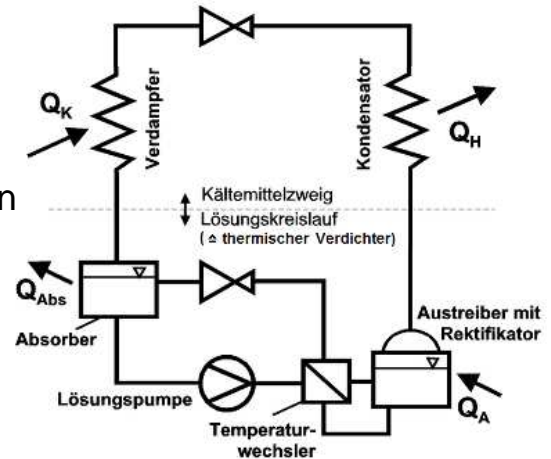 Verdampfer
Kondensator
Q_K
Q_H
n
Kältemittelzweig
Lösungskreislauf
(≙ thermischer Verdichter)
Q_Abs
Absorber
Austreiber mit
Rektifikator
Lösungspumpe
Q_A
Temperatur-
wechsler